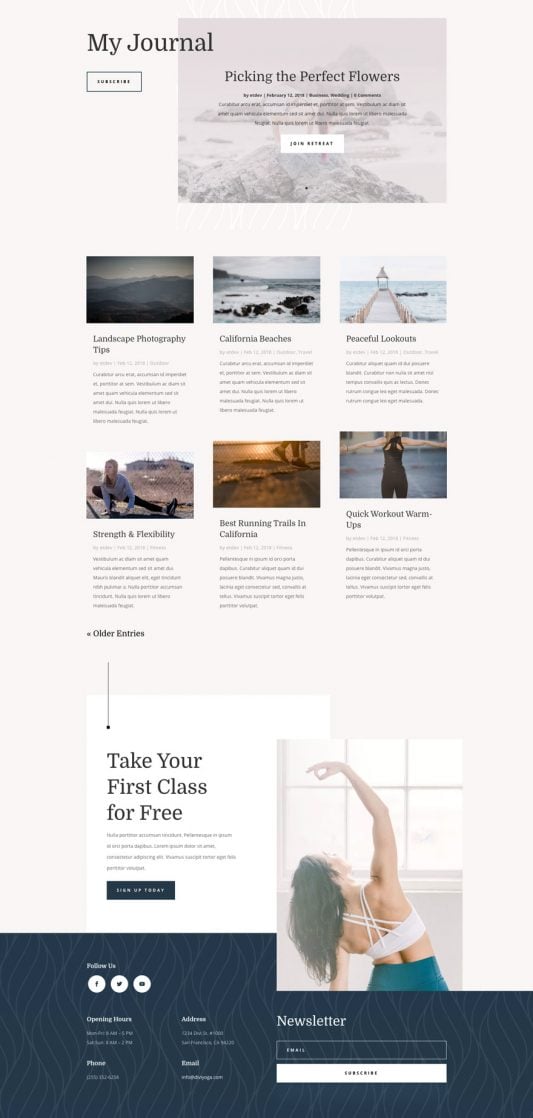 My Journal
SUBSCRIBE
Picking the Perfect Flowers
by etdev | February 12, 2018 | Business, Wedding | 0 Comments
Curabitur arcu erat, accumsan id imperdiet et, porttitor at sem. Vestibulum ac diam sit
amet quam vehicula elementum sed sit amet dui. Nulla porttitor accumsan tincidunt.
feugiat. Nulla quis lorem ut libero malesuada feugiat.
JOIN RETREAT
Landscape Photography
Tips
by etdev | Feb 12, 2018 | Outdoor
Curabitur arcu erat, accumsan id imperdiet
et, porttitor at sem. Vestibulum ac diam sit
amet quam vehicula elementum sed sit
amet dui. Nulla quis lorem ut libero
malesuada feugiat. Nulla quis lorem ut
libero malesuada feugiat.
California Beaches
by etdev | Feb 12, 2018 | Outdoor, Travel
Curabitur arcu erat, accumsan id imperdiet
et, porttitor at sem. Vestibulum ac diam sit
amet quam vehicula elementum sed sit
amet dui. Nulla quis lorem ut libero
malesuada feugiat. Nulla quis lorem ut
libero malesuada feugiat.
Peaceful Lookouts
by etdev | Feb 12, 2018 | Outdoor, Travel
Curabitur aliquet quam id dui posuere
blandit. Curabitur non nulla sit amet nisl
tempus convallis quis ac lectus. Donec
rutrum congue leo eget malesuada. Donec
rutrum congue leo eget malesuada.
Strength & Flexibility
by etdev | Feb 12, 2018 | Fitness
Vestibulum ac diam sit amet quam
vehicula elementum sed sit amet dui.
Mauris blandit aliquet elit, eget tincidunt
nibh pulvinar a. Nulla porttitor accumsan
tincidunt. Nulla quis lorem ut libero
malesuada feugiat.
Best Running Trails In
California
by etdev | Feb 12, 2018 | Fitness
Pellentesque in ipsum id orci porta
dapibus. Curabitur aliquet quam id dui
posuere blandit. Vivamus magna justo,
lacinia eget consectetur sed, convallis at
tellus. Vivamus suscipit tortor eget felis
porttitor volutpat.
Quick Workout Warm-
Ups
by etdev | Feb 12, 2018 | Fitness
Pellentesque in ipsum id orci porta
dapibus. Curabitur aliquet quam id dui
posuere blandit. Vivamus magna justo,
lacinia eget consectetur sed, convallis at
tellus. Vivamus suscipit tortor eget felis
porttitor volutpat.
« Older Entries
Take Your
First Class
for Free
Nulla porttitor accumsan tincidunt. Pellentesque in ipsum
id orci porta dapibus. Lorem ipsum dolor sit amet,
consectetur adipiscing elit. Vivamus suscipit tortor eget felis
porttitor volutpat.
SIGN UP TODAY
Follow Us
Opening Hours
Mon-Fri: 8 AM – 5 PM
Sat-Sun: 8 AM – 2 PM
Address
1234 Divi St. #1000
San Francisco, CA 94220
Phone
(255) 352-6258
Email
info@diviyoga.com
Newsletter
EMAIL
SUBSCRIBE